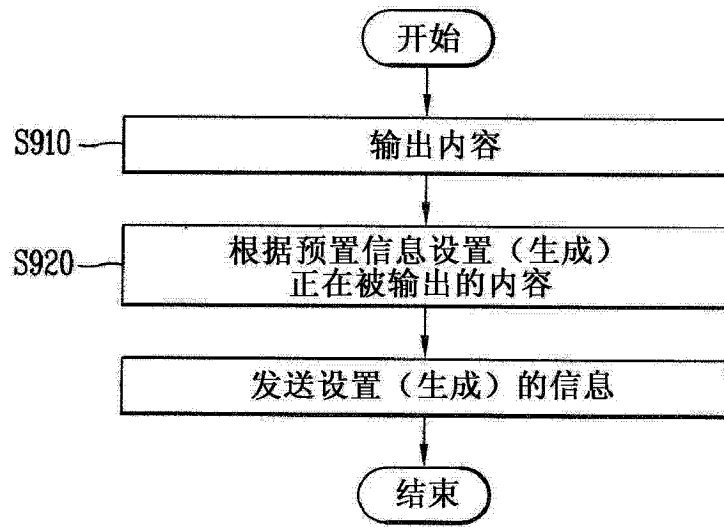 开始
S910
输出内容
S920
根据预置信息设置（生成）
正在被输出的内容
发送设置（生成）的信息
结束